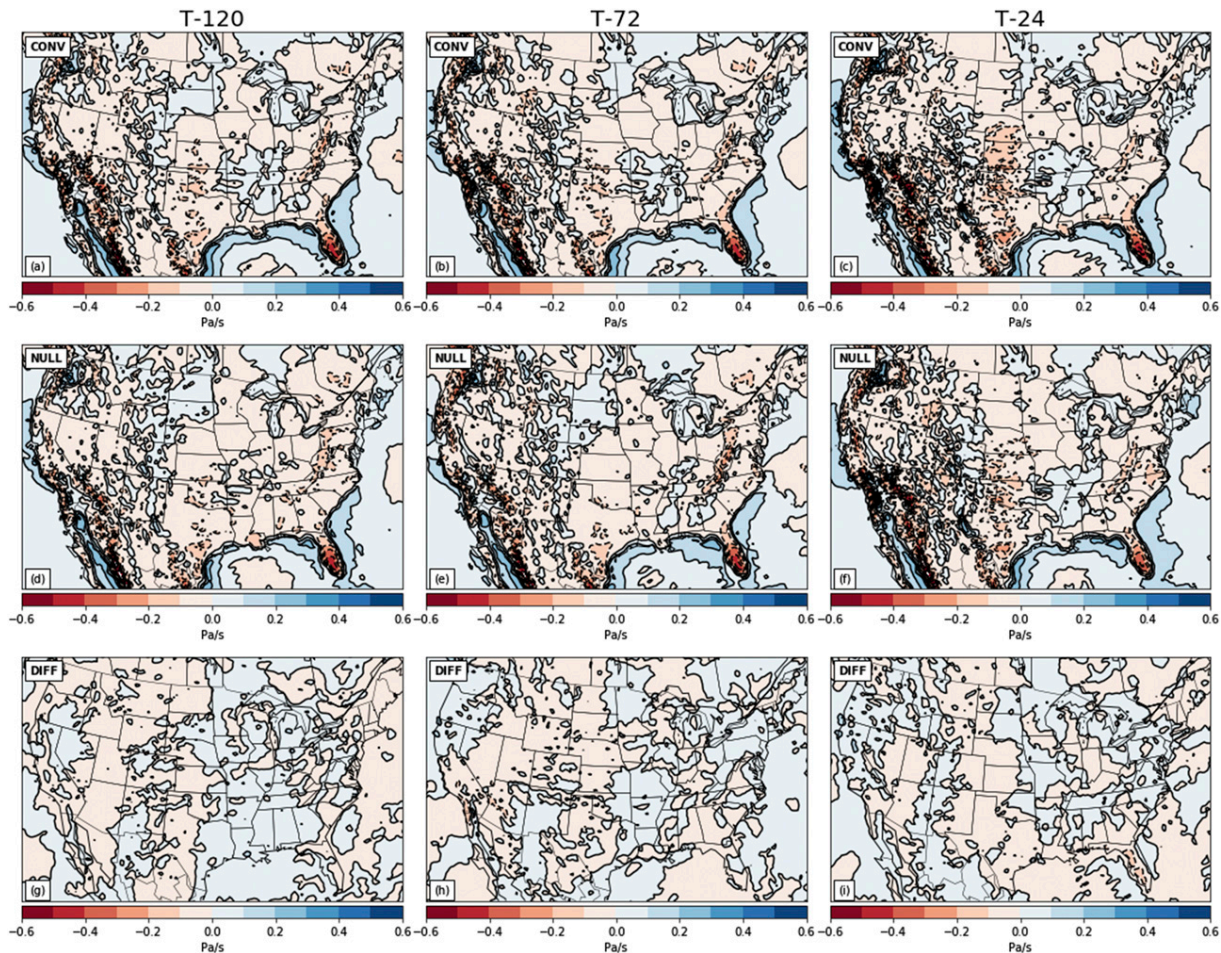 T-120 T-72 T-24
CONV CONV CONV
(a) (b) (c)
−0.6 −0.4 −0.2 0.0 0.2 0.4 0.6 −0.6 −0.4 −0.2 0.0 0.2 0.4 0.6 −0.6 −0.4 −0.2 0.0 0.2 0.4 0.6
Pa/s Pa/s Pa/s
NULL NULL NULL
(d) (e) (f)
−0.6 −0.4 −0.2 0.0 0.2 0.4 0.6 −0.6 −0.4 −0.2 0.0 0.2 0.4 0.6 −0.6 −0.4 −0.2 0.0 0.2 0.4 0.6
Pa/s Pa/s Pa/s
DIFF DIFF DIFF
(g) (h) (i)
−0.6 −0.4 −0.2 0.0 0.2 0.4 0.6 −0.6 −0.4 −0.2 0.0 0.2 0.4 0.6 −0.6 −0.4 −0.2 0.0 0.2 0.4 0.6
Pa/s Pa/s Pa/s